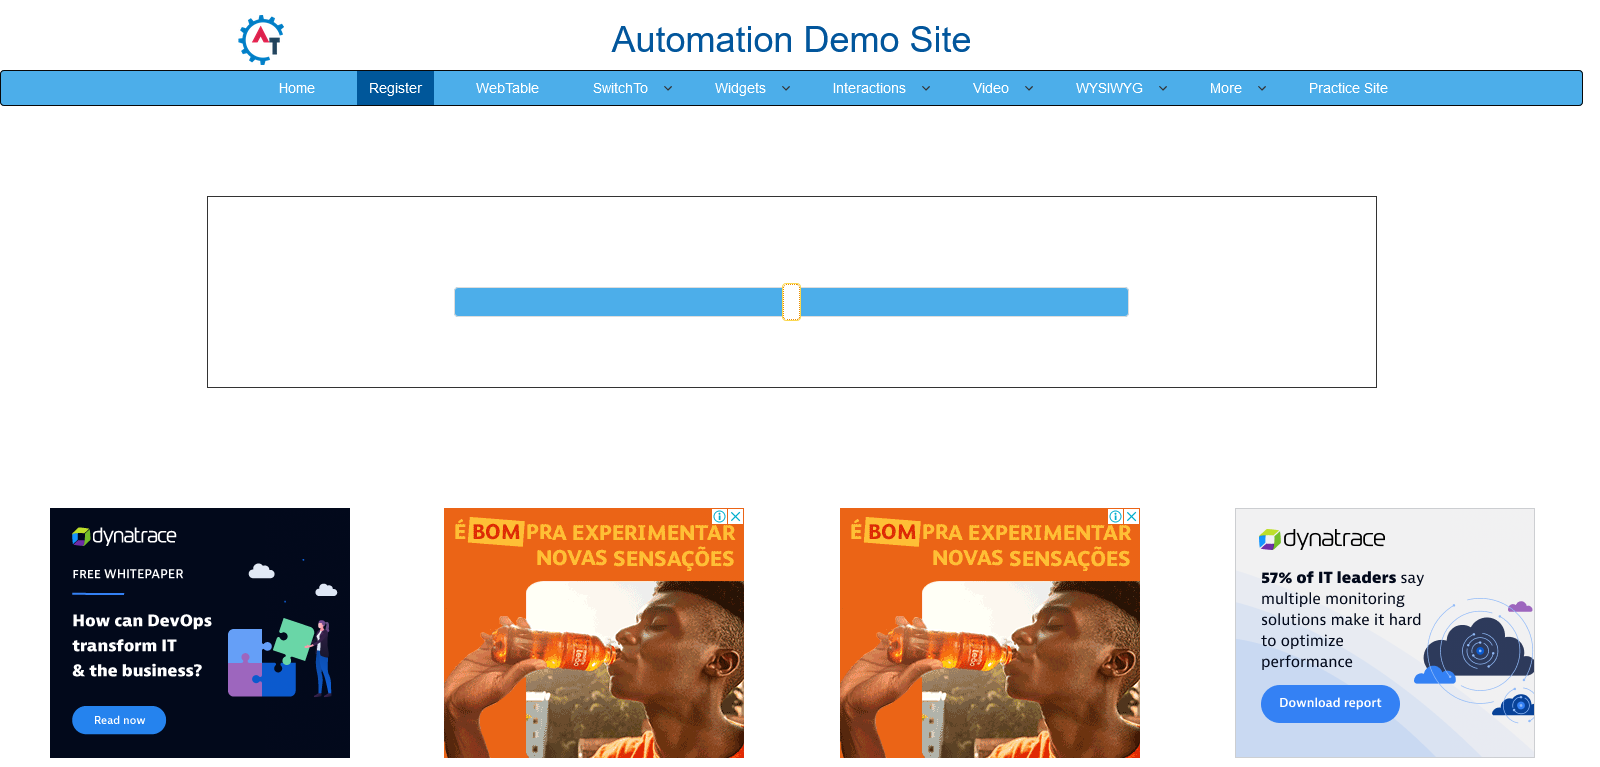 AT
Automation Demo Site
Home Register WebTable SwitchTo Widgets Interactions Video WYSIWYG More Practice Site
dynatrace
FREE WHITEPAPER
How can DevOps
transform IT
& the business?
Read now
É BOM PRA EXPERIMENTAR
NOVAS SENSAÇÕES
É BOM PRA EXPERIMENTAR
NOVAS SENSAÇÕES
dynatrace
57% of IT leaders say
multiple monitoring
solutions make it hard
to optimize
performance
Download report